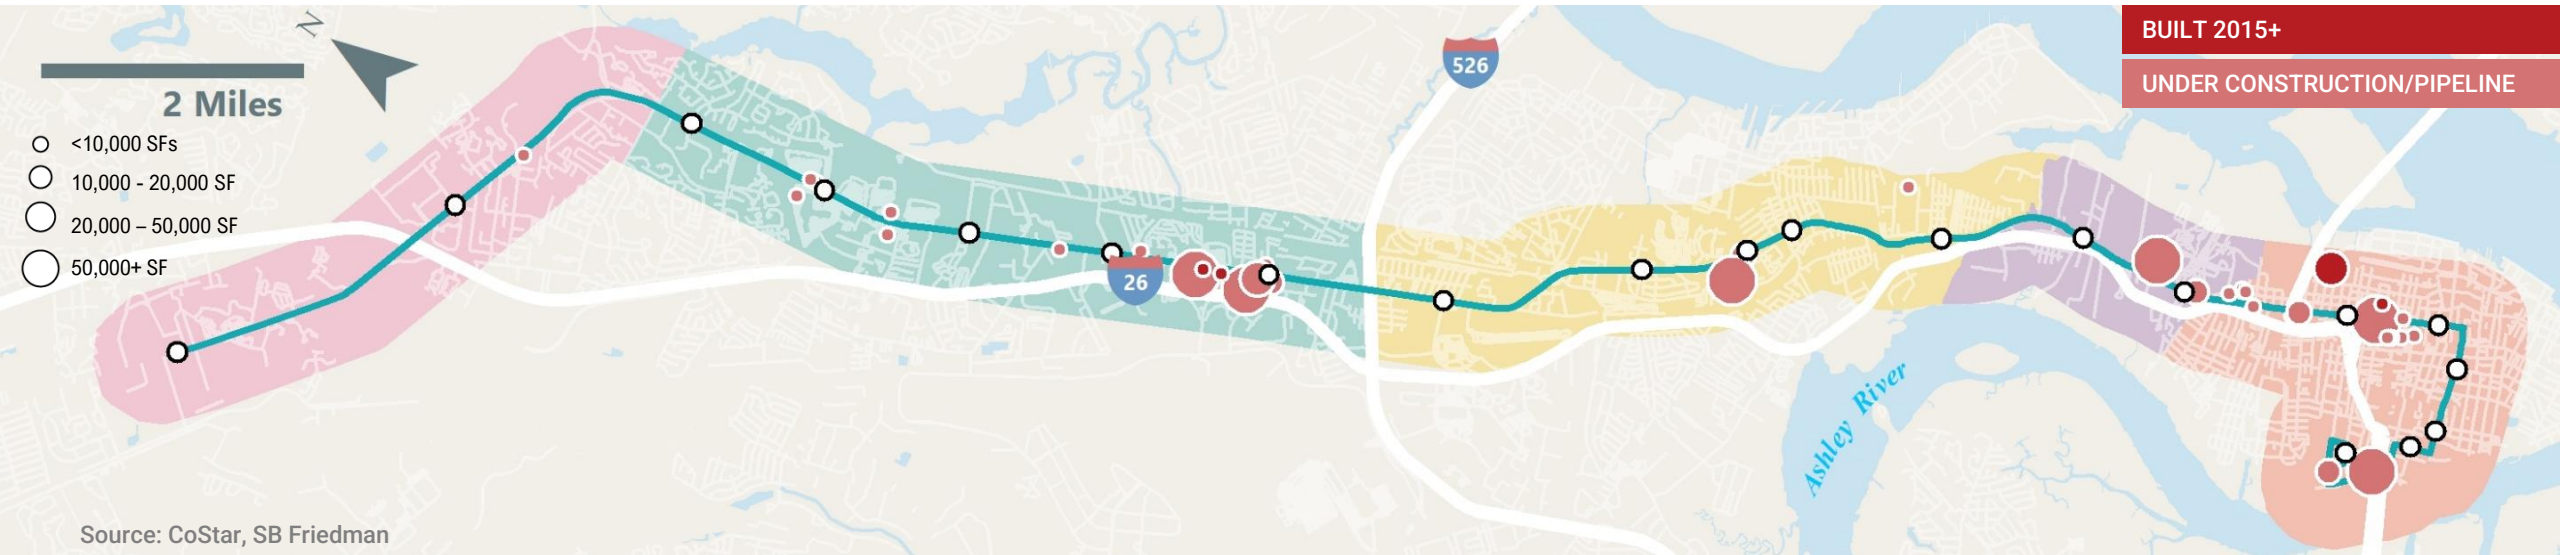 N
2 Miles
<10,000 SFs
10,000 - 20,000 SF
20,000 – 50,000 SF
50,000+ SF
526
26
Ashley River
BUILT 2015+
UNDER CONSTRUCTION/PIPELINE
Source: CoStar, SB Friedman